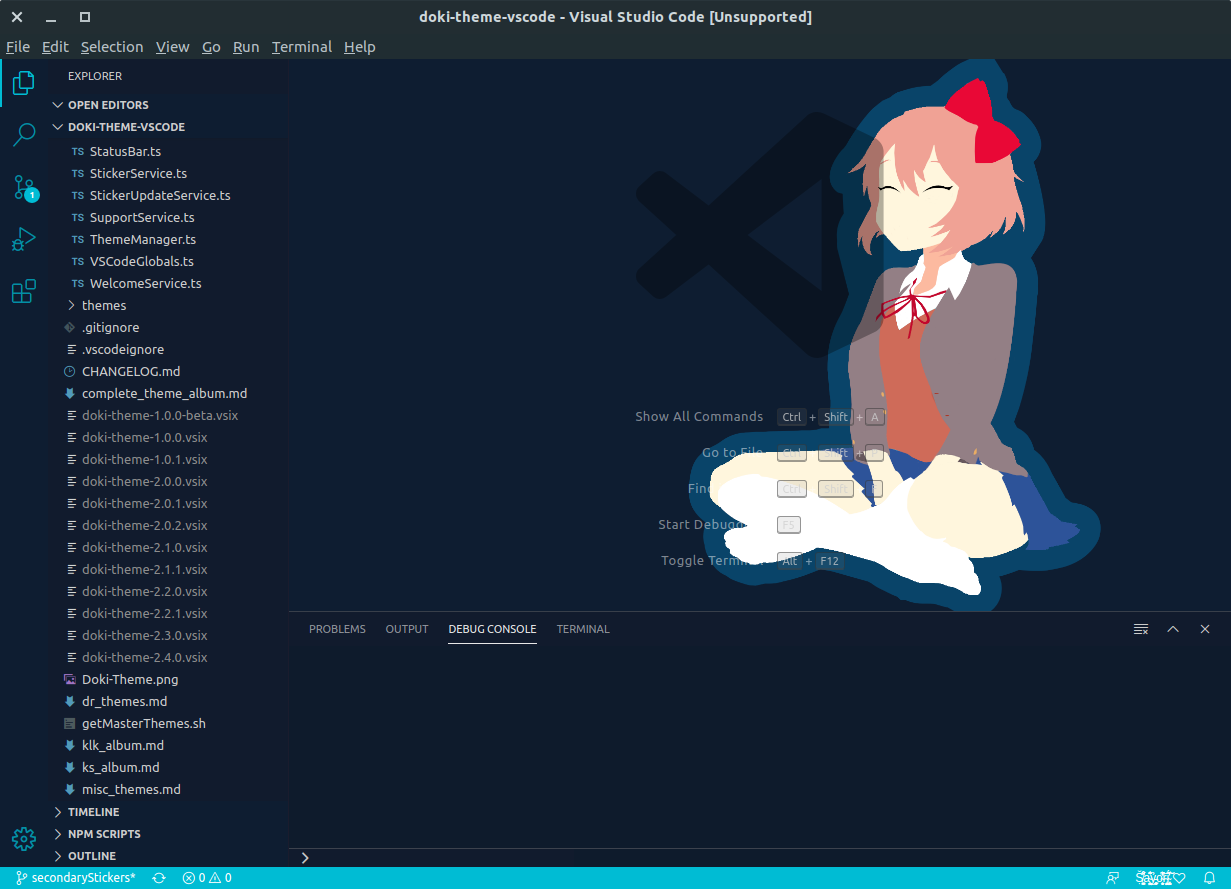 doki-theme-vscode - Visual Studio Code [Unsupported]
File Edit Selection View Go Run Terminal Help
EXPLORER
OPEN EDITORS
DOKI-THEME-VSCODE
TS StatusBar.ts
TS StickerService.ts
TS StickerUpdateService.ts
1
TS SupportService.ts
TS ThemeManager.ts
TS VSCodeGlobals.ts
TS WelcomeService.ts
themes
.gitignore
.vscodeignore
CHANGELOG.md
complete_theme_album.md
doki-theme-1.0.0-beta.vsix
doki-theme-1.0.0.vsix
doki-theme-1.0.1.vsix
doki-theme-2.0.0.vsix
doki-theme-2.0.1.vsix
doki-theme-2.0.2.vsix
doki-theme-2.1.0.vsix
doki-theme-2.1.1.vsix
doki-theme-2.2.0.vsix
doki-theme-2.2.1.vsix
doki-theme-2.3.0.vsix
doki-theme-2.4.0.vsix
Doki-Theme.png
dr_themes.md
getMasterThemes.sh
klk_album.md
ks_album.md
misc_themes.md
TIMELINE
NPM SCRIPTS
OUTLINE
Show All Commands Ctrl + Shift + A
Go to File Ctrl Shift +
Find Ctrl Shift
Start Debugg F5
Toggle Termin Alt + F12
PROBLEMS OUTPUT DEBUG CONSOLE TERMINAL
secondaryStickers* 0 0